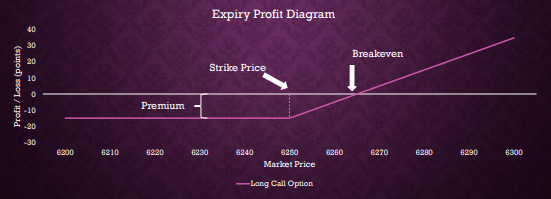 Expiry Profit Diagram
40
30
20
10
0
-10
-20
-30
Profit / Loss (points)
Strike Price
Breakeven
Premium
6200 6210 6220 6230 6240 6250 6260 6270 6280 6290 6300
Market Price
Long Call Option